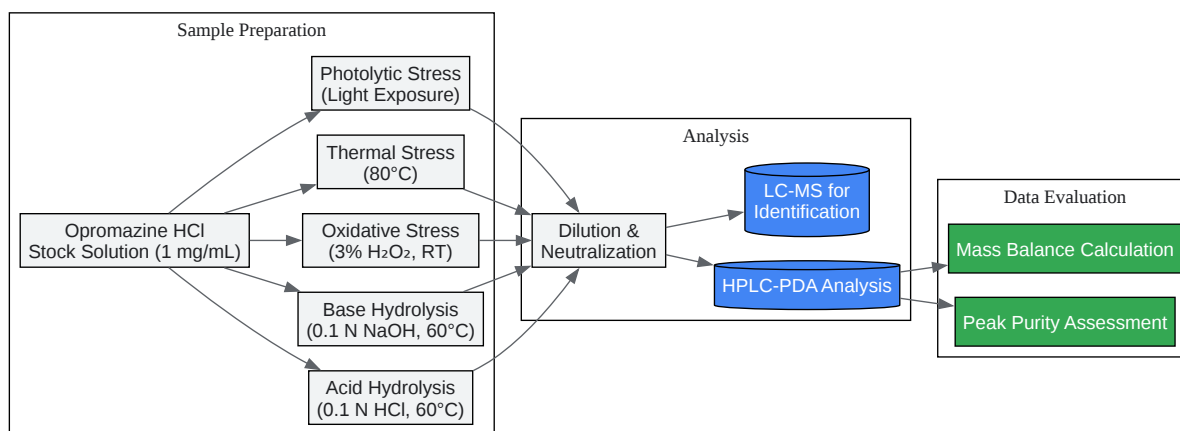 Sample Preparation
Opromazine HCl
Stock Solution (1 mg/mL)
Photolytic Stress
(Light Exposure)
Thermal Stress
(80°C)
Oxidative Stress
(3% H₂O₂, RT)
Base Hydrolysis
(0.1 N NaOH, 60°C)
Acid Hydrolysis
(0.1 N HCl, 60°C)
Analysis
Dilution &
Neutralization
LC-MS for
Identification
HPLC-PDA Analysis
Data Evaluation
Mass Balance Calculation
Peak Purity Assessment